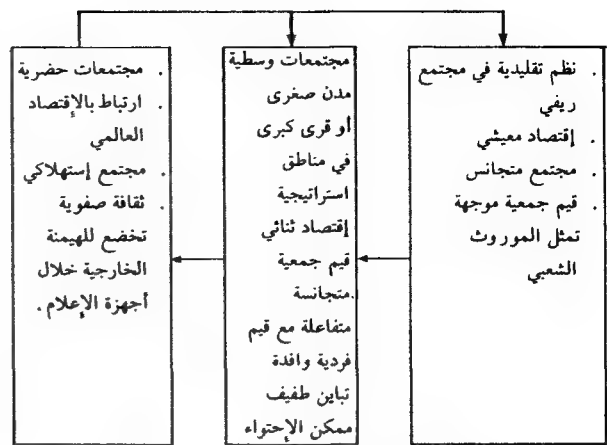 . نظم تقليدية في مجتمع
ريفي
. إقتصاد معيشي
. مجتمع متجانس
. قيم جمعية موجهة
تمثل الموروث
الشعبي
مجتمعات وسطية
مدن صغرى
أو قرى كبرى
في مناطق
استراتيجية
إقتصاد ثنائي
قيم جمعية
متجانسة.
متفاعلة مع قيم
فردية وافدة
تباين طفيف
ممكن الإحتواء
. مجتمعات حضرية
. ارتباط بالإقتصاد
العالمي
. مجتمع إستهلاكي
. ثقافة صفوية
تخضع للهيمنة
الخارجية خلال
أجهزة الإعلام.